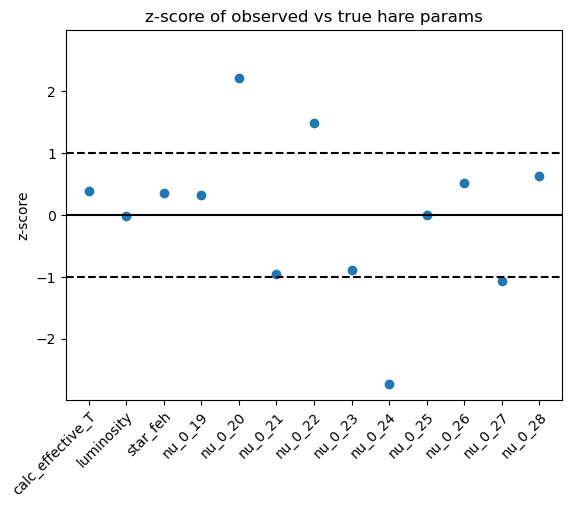 z-score of observed vs true hare params
z-score
2
1
0
−1
−2
calc_effective_T
luminosity
star_feh
nu_0_19
nu_0_20
nu_0_21
nu_0_22
nu_0_23
nu_0_24
nu_0_25
nu_0_26
nu_0_27
nu_0_28